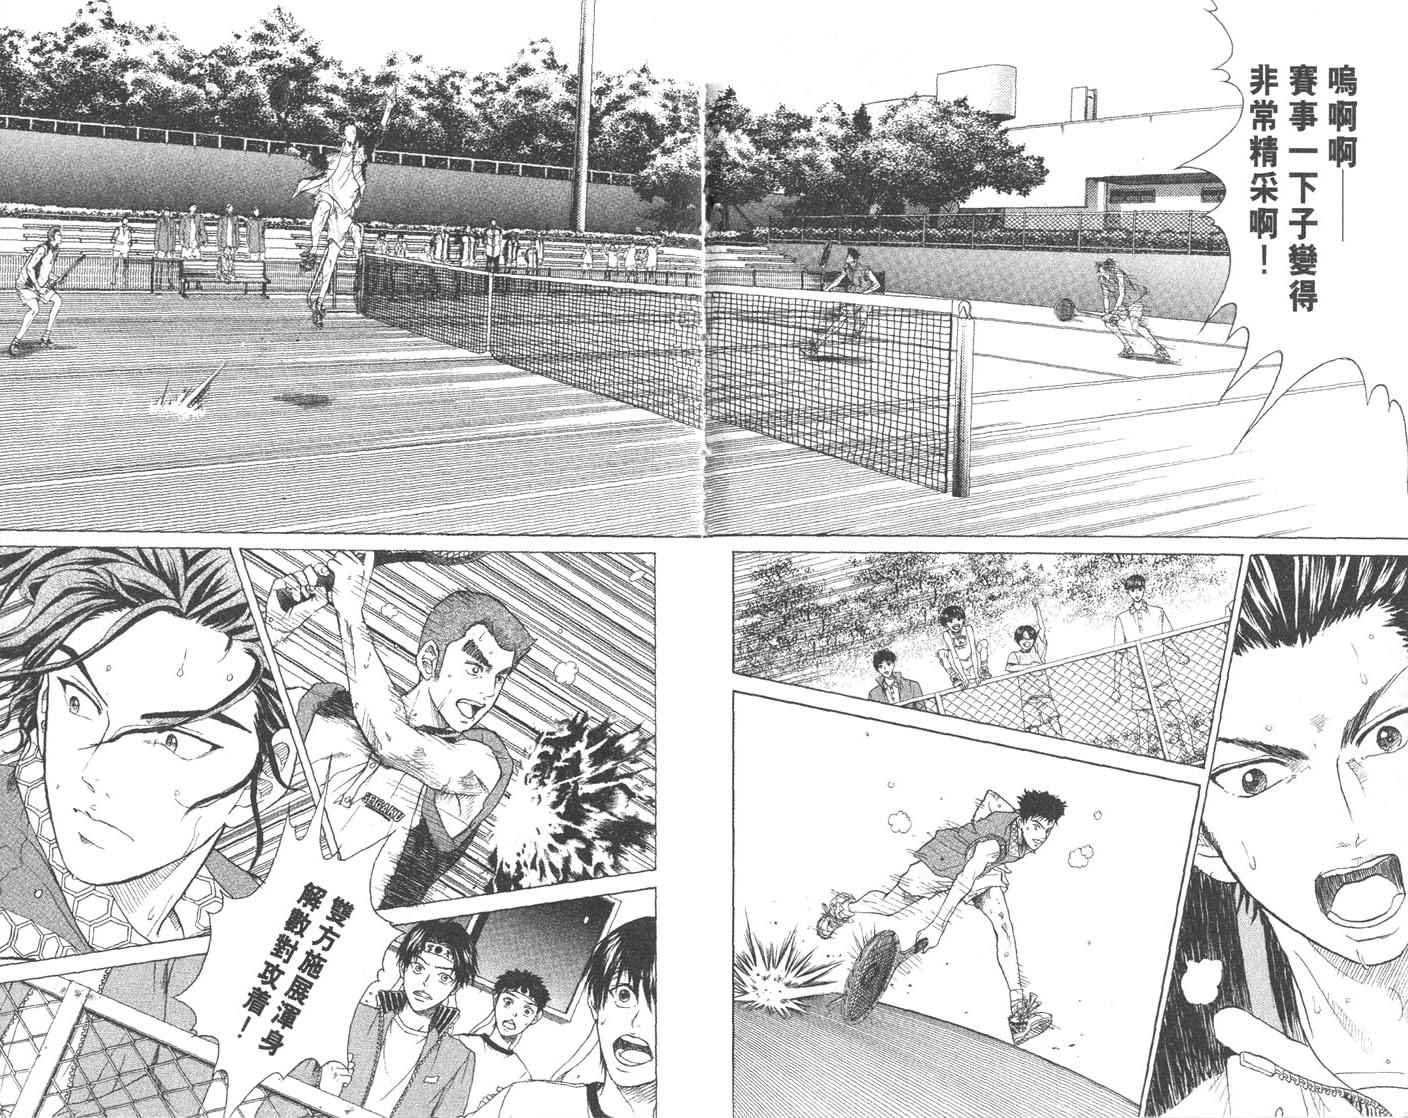 嗚啊啊——
賽事一下子變得
非常精采啊！
雙方施展渾身
解數對攻着！